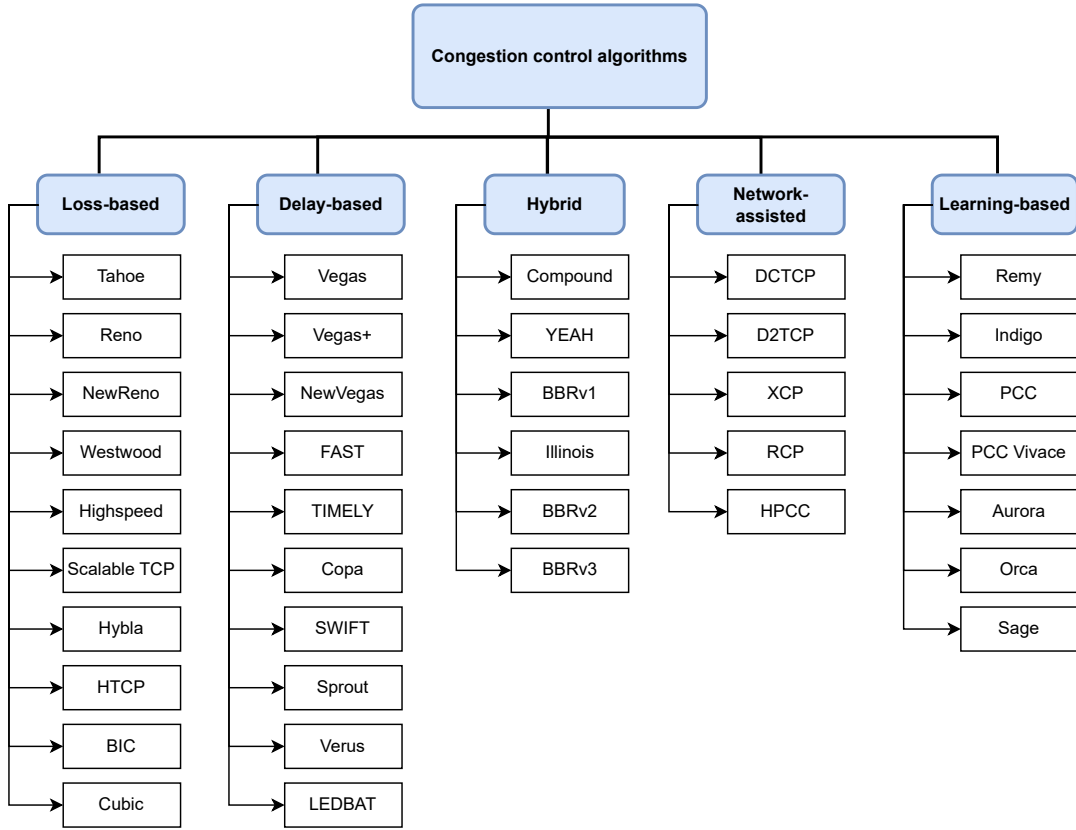 Congestion control algorithms
Loss-based
Tahoe
Reno
NewReno
Westwood
Highspeed
Scalable TCP
Hybla
HTCP
BIC
Cubic
Delay-based
Vegas
Vegas+
NewVegas
FAST
TIMELY
Copa
SWIFT
Sprout
Verus
LEDBAT
Hybrid
Compound
YEAH
BBRv1
Illinois
BBRv2
BBRv3
Network-
assisted
DCTCP
D2TCP
XCP
RCP
HPCC
Learning-based
Remy
Indigo
PCC
PCC Vivace
Aurora
Orca
Sage